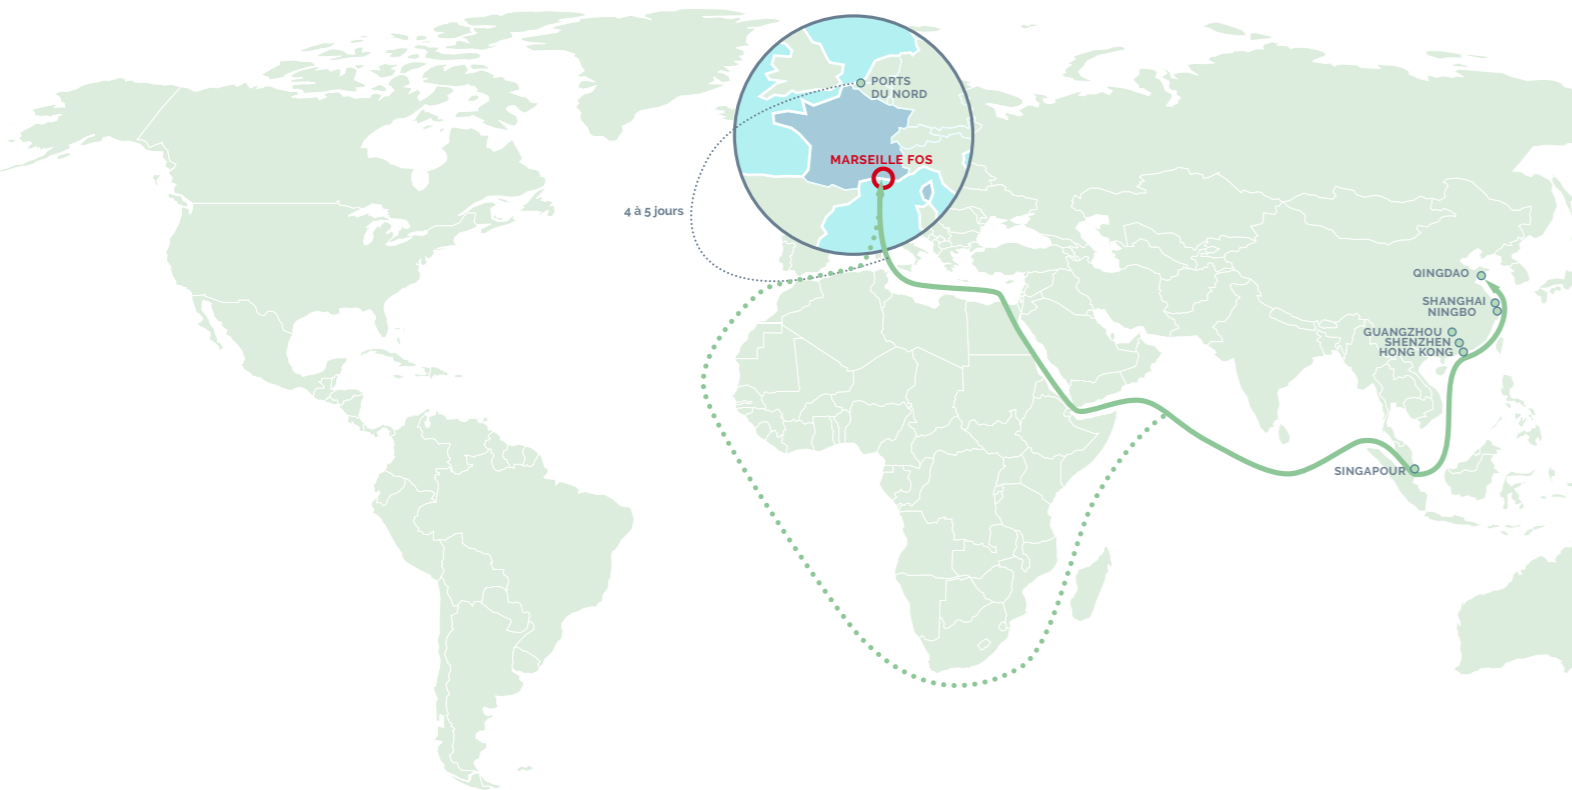 PORTS
DU NORD
MARSEILLE FOS
4 à 5 jours
QINGDAO
SHANGHAI
NINGBO
GUANGZHOU
SHENZHEN
HONG KONG
SINGAPOUR